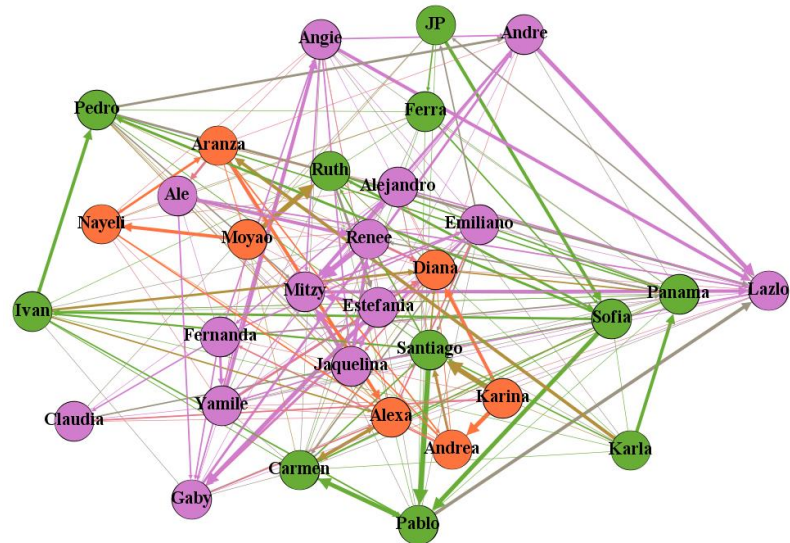 JP
Andre
Angie
Pedro
Ferra
Aranza
Ruth
Alejandro
Ale
Nayeli
Emiliano
Moyao
Renee
Diana
Mitzy
Panama
Lazlo
Estefania
Ivan
Sofia
Fernanda
Santiago
Jaquelina
Karina
Yamile
Claudia
Alexa
Andrea
Karla
Carmen
Gaby
Pablo